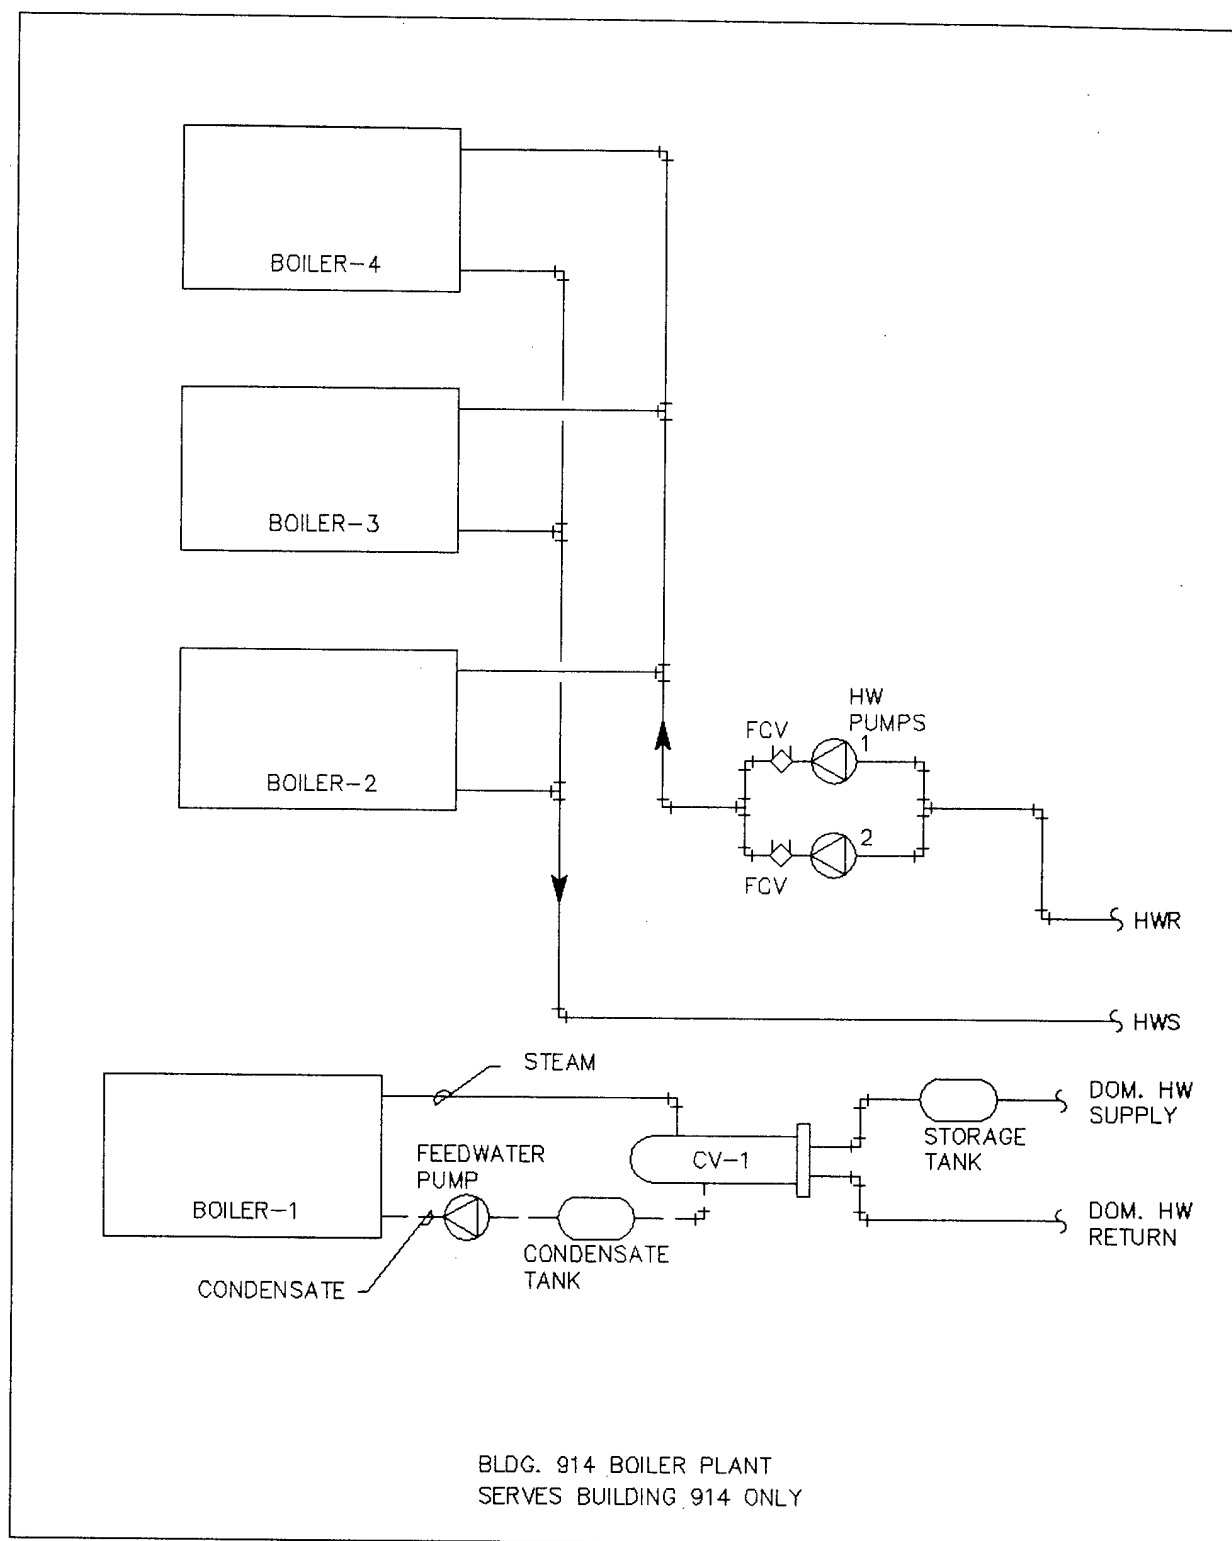 BOILER-4
BOILER-3
BOILER-2
HW
PUMPS
FCV
1
2
FCV
HWR
HWS
STEAM
DOM. HW
SUPPLY
STORAGE
TANK
FEEDWATER
PUMP
CV-1
BOILER-1
DOM. HW
RETURN
CONDENSATE
TANK
CONDENSATE
BLDG. 914 BOILER PLANT
SERVES BUILDING 914 ONLY